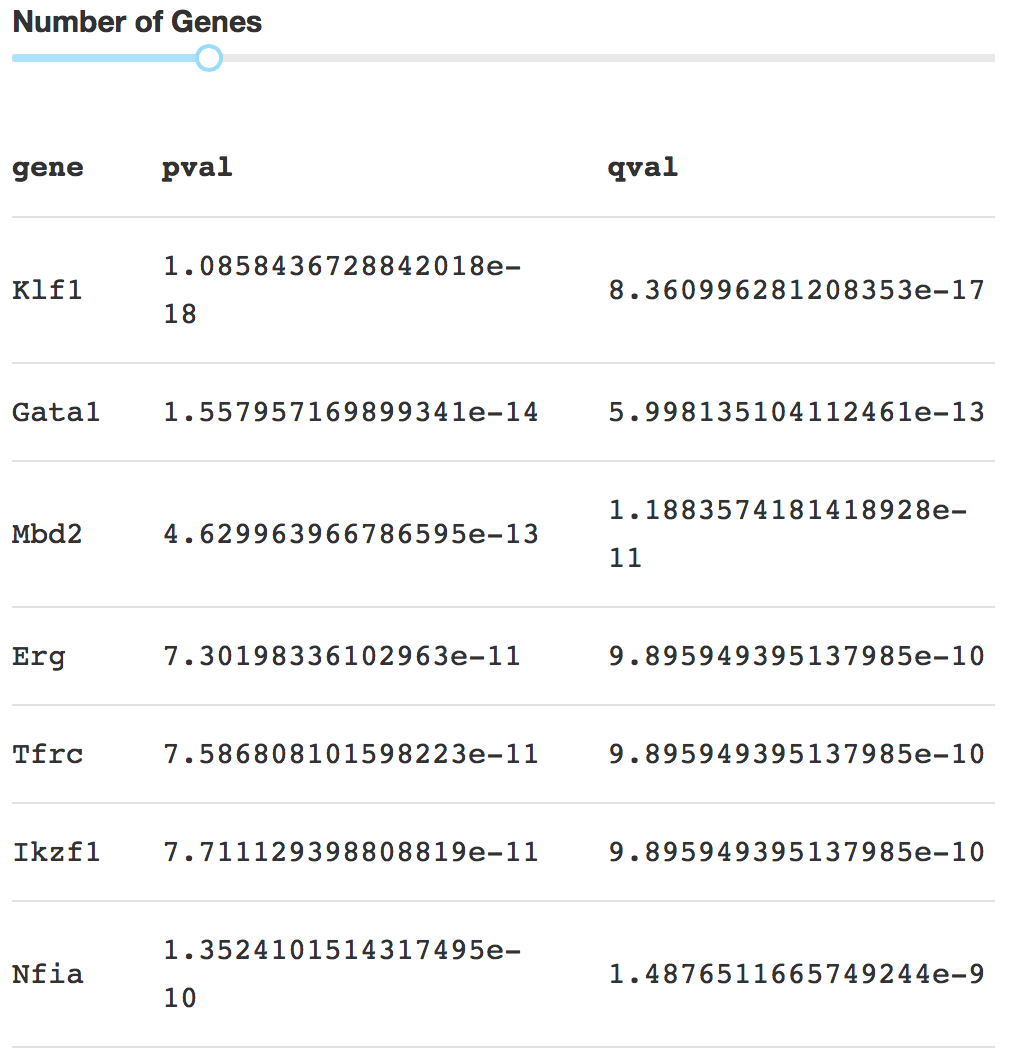 Number of Genes
gene pval qval
Klf1 1.0858436728842018e-
18 8.360996281208353e-17
Gata1 1.557957169899341e-14 5.998135104112461e-13
Mbd2 4.629963966786595e-13 1.1883574181418928e-
11
Erg 7.30198336102963e-11 9.895949395137985e-10
Tfrc 7.586808101598223e-11 9.895949395137985e-10
Ikzf1 7.711129398808819e-11 9.895949395137985e-10
Nfia 1.3524101514317495e-
10 1.4876511665749244e-9